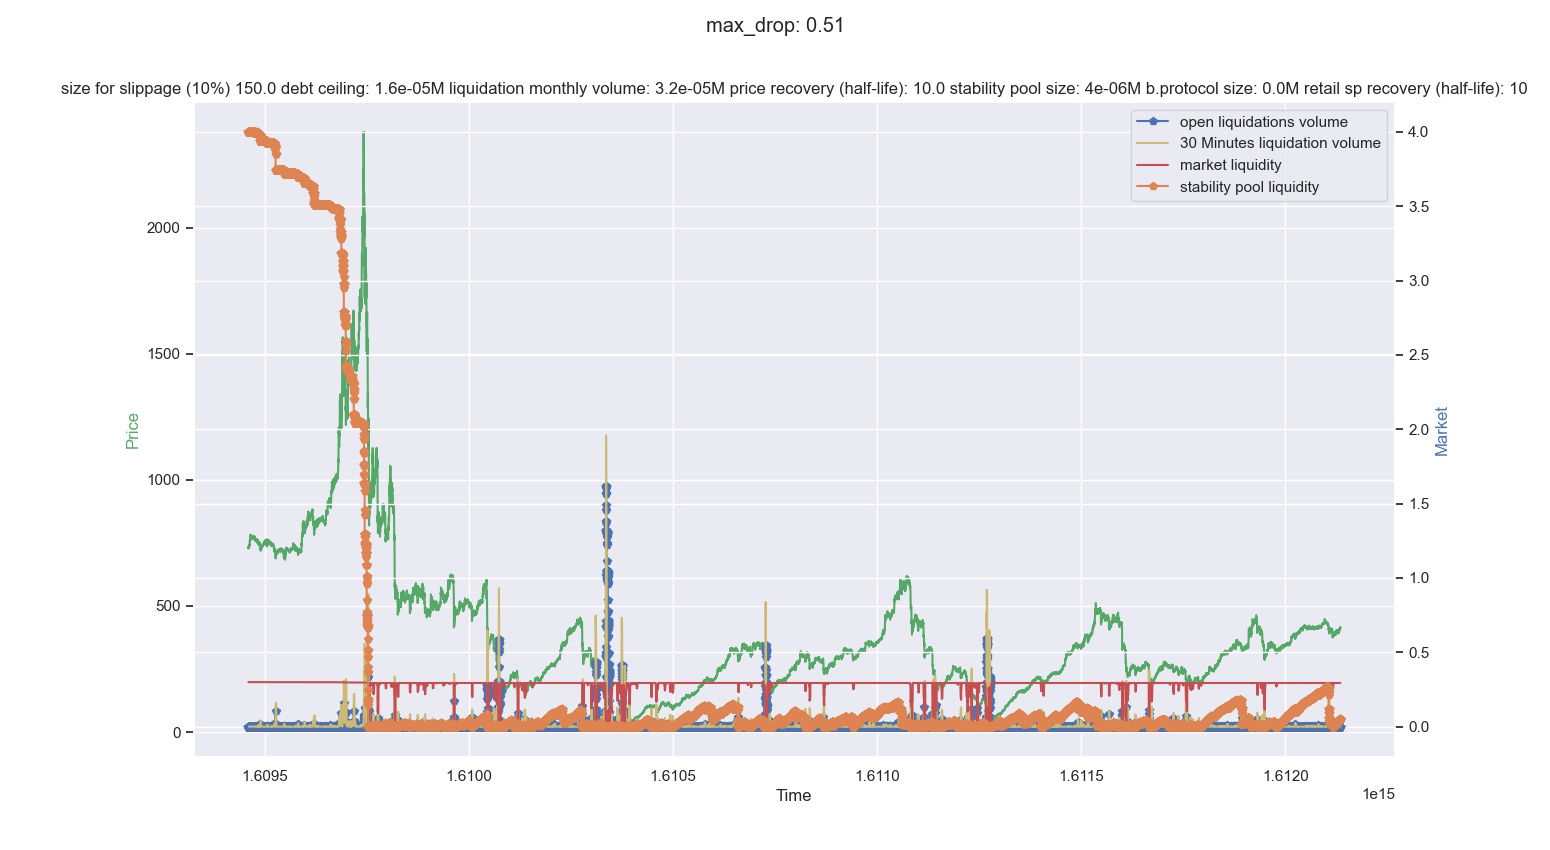 max_drop: 0.51
size for slippage (10%) 150.0 debt ceiling: 1.6e-05M liquidation monthly volume: 3.2e-05M price recovery (half-life): 10.0 stability pool size: 4e-06M b.protocol size: 0.0M retail sp recovery (half-life): 10
open liquidations volume
30 Minutes liquidation volume
market liquidity
stability pool liquidity
Price
2000
1500
1000
500
0
4.0
3.5
3.0
2.5
2.0
1.5
1.0
0.5
0.0
Market
1.6095 1.6100 1.6105 1.6110 1.6115 1.6120
1e15
Time